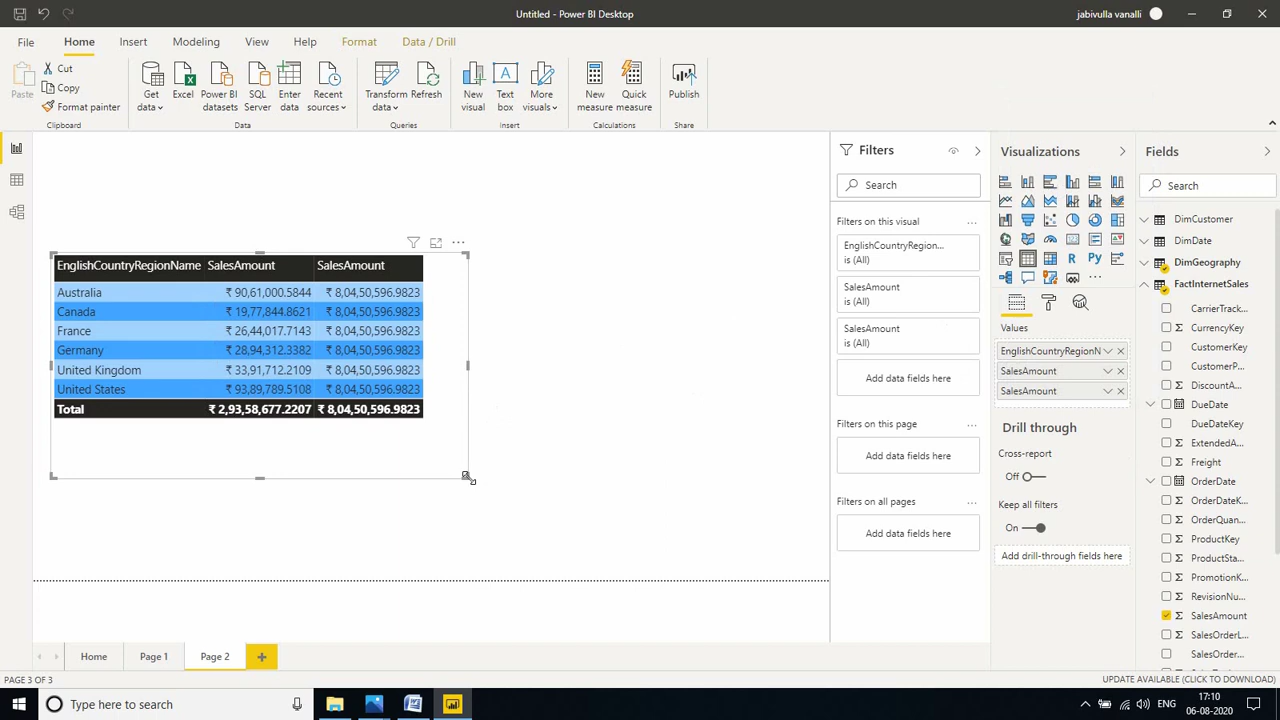 Untitled - Power BI Desktop
jabivulla vanalli
File Home Insert Modeling View Help Format Data / Drill
Paste
Cut
Copy
Format painter
Clipboard
Get data
Excel
Power BI datasets
SQL Server
Enter data
Recent sources
Data
Transform data
Refresh
Queries
New visual
Text box
More visuals
Insert
New measure
Quick measure
Calculations
Publish
Share
EnglishCountryRegionName SalesAmount SalesAmount
Australia ₹ 90,61,000.5844 ₹ 8,04,50,596.9823
Canada ₹ 19,77,844.8621 ₹ 8,04,50,596.9823
France ₹ 26,44,017.7143 ₹ 8,04,50,596.9823
Germany ₹ 28,94,312.3382 ₹ 8,04,50,596.9823
United Kingdom ₹ 33,91,712.2109 ₹ 8,04,50,596.9823
United States ₹ 93,89,789.5108 ₹ 8,04,50,596.9823
Total ₹ 2,93,58,677.2207 ₹ 8,04,50,596.9823
Filters
Search
Filters on this visual ...
EnglishCountryRegion...
is (All)
SalesAmount
is (All)
SalesAmount
is (All)
Add data fields here
Filters on this page ...
Add data fields here
Filters on all pages ...
Add data fields here
Visualizations
R Py ...
Values
EnglishCountryRegionN
SalesAmount
SalesAmount
Drill through
Cross-report
Off
Keep all filters
On
Add drill-through fields here
Fields
Search
DimCustomer
DimDate
DimGeography
FactInternetSales
CarrierTrack...
CurrencyKey
CustomerKey
CustomerP...
DiscountA...
DueDate
DueDateKey
ExtendedA...
Freight
OrderDate
OrderDateK...
OrderQuan...
ProductKey
ProductSta...
PromotionK...
RevisionNu...
SalesAmount
SalesOrderL...
SalesOrder...
Home Page 1 Page 2
PAGE 3 OF 3
UPDATE AVAILABLE (CLICK TO DOWNLOAD)
Type here to search
ENG
17:10
06-08-2020